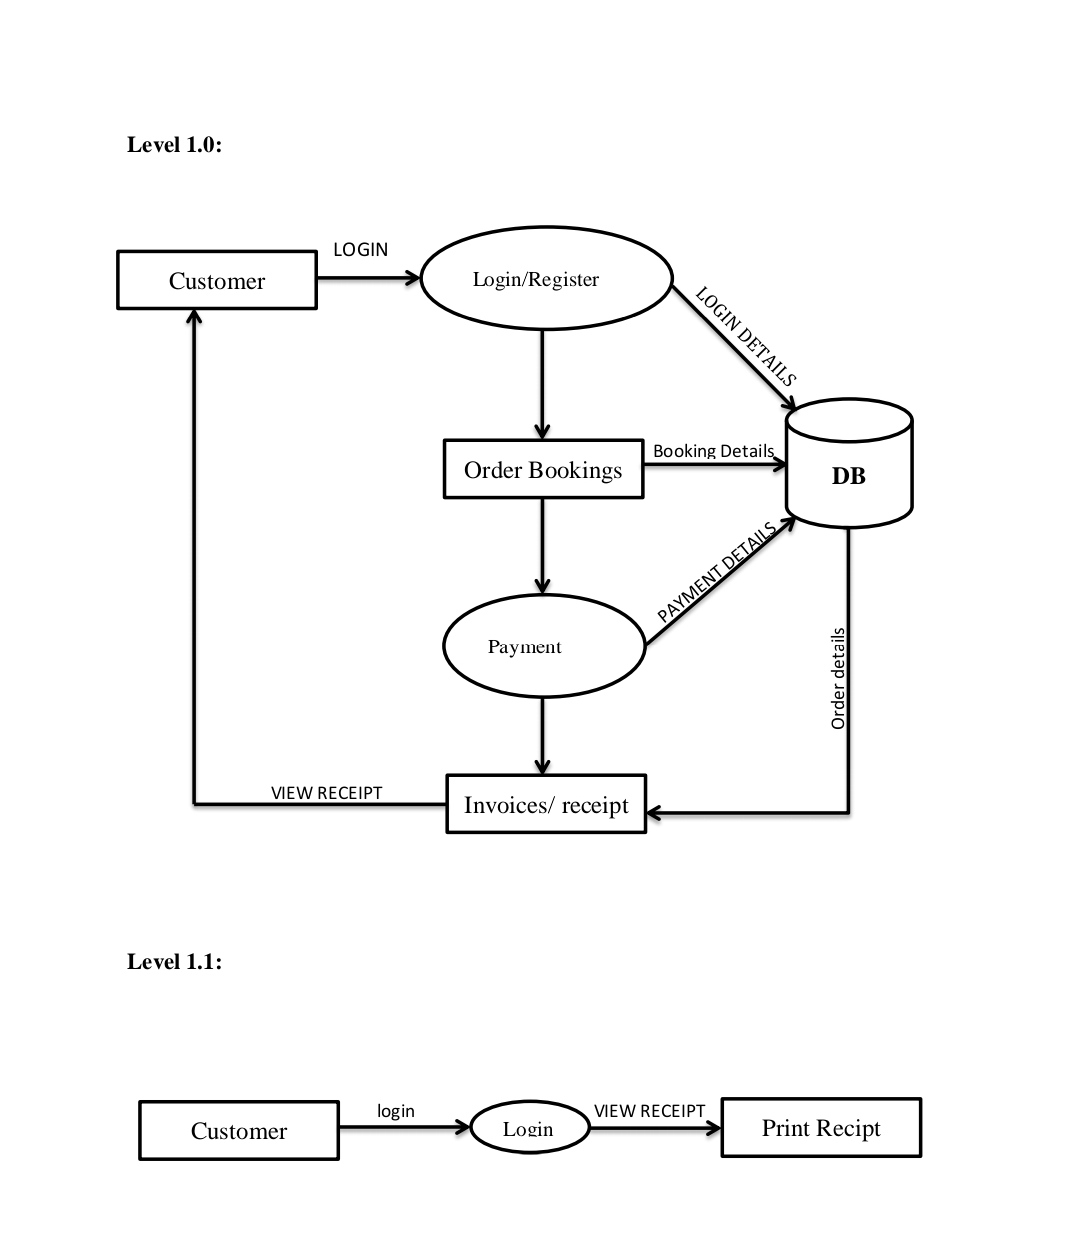 Level 1.0:
LOGIN
Customer
Login/Register
LOGIN DETAILS
Order Bookings
Booking Details
DB
PAYMENT DETAILS
Payment
Order details
VIEW RECEIPT
Invoices/ receipt
Level 1.1:
Customer
login
Login
VIEW RECEIPT
Print Recipt